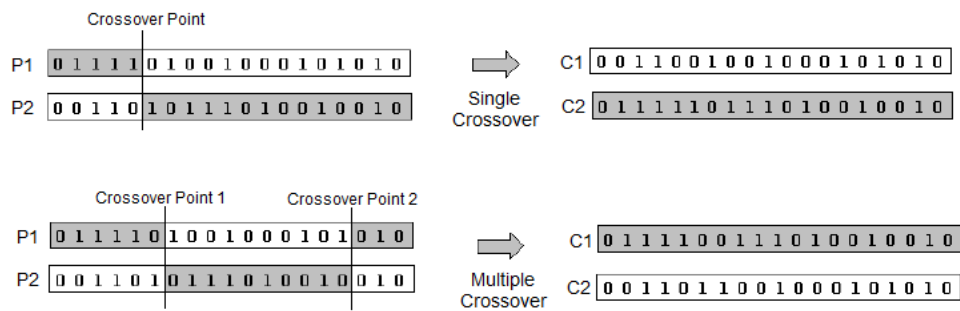 Crossover Point
P1 0 1 1 1 1 0 1 0 0 1 0 0 0 1 0 1 0 1 0
P2 0 0 1 1 0 1 0 1 1 1 0 1 0 0 1 0 0 1 0
Single
Crossover
C1 0 0 1 1 0 0 1 0 0 1 0 0 0 1 0 1 0 1 0
C2 0 1 1 1 1 1 0 1 1 1 0 1 0 0 1 0 0 1 0
Crossover Point 1 Crossover Point 2
P1 0 1 1 1 1 0 1 0 0 1 0 0 0 1 0 1 0 1 0
P2 0 0 1 1 0 1 0 1 1 1 0 1 0 0 1 0 0 1 0
Multiple
Crossover
C1 0 1 1 1 1 0 0 1 1 1 0 1 0 0 1 0 0 1 0
C2 0 0 1 1 0 1 1 0 0 1 0 0 0 1 0 1 0 1 0